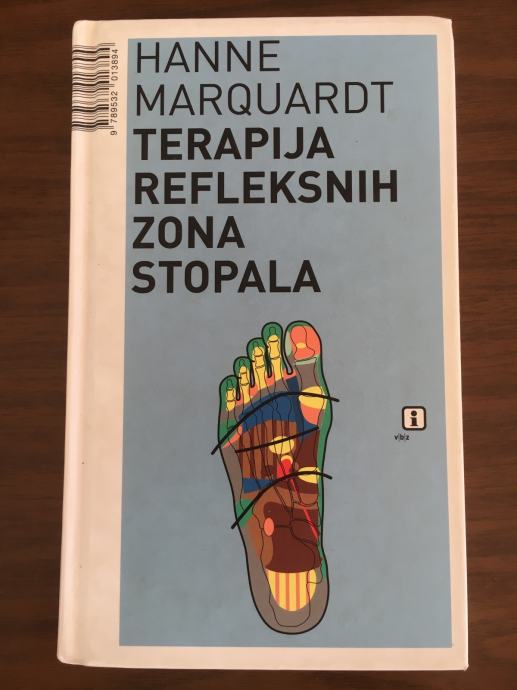 HANNE
MARQUARDT
TERAPIJA
REFLEKSNIH
ZONA
STOPALA
i
v|b|z
9 789532 013894